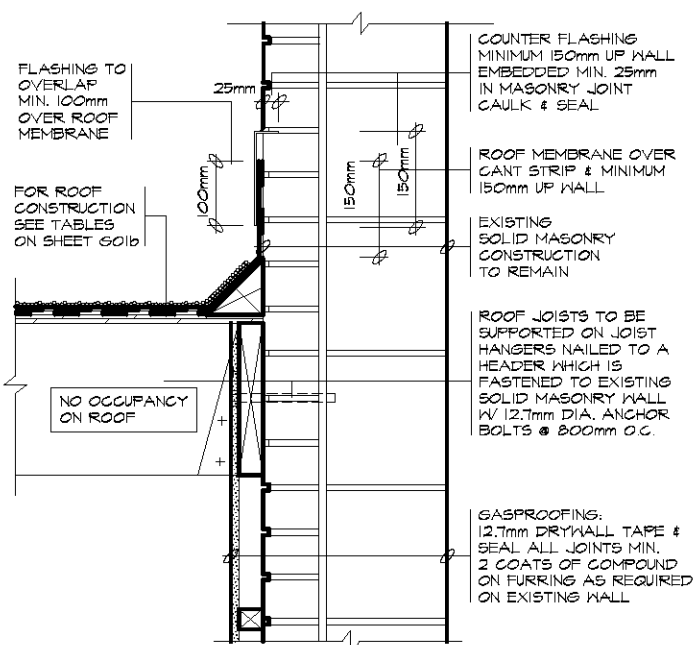 FLASHING TO
OVERLAP
MIN. 100mm
OVER ROOF
MEMBRANE
FOR ROOF
CONSTRUCTION
SEE TABLES
ON SHEET G01b
NO OCCUPANCY
ON ROOF
25mm
100mm
150mm
150mm
COUNTER FLASHING
MINIMUM 150mm UP WALL
EMBEDDED MIN. 25mm
IN MASONRY JOINT
CAULK & SEAL
ROOF MEMBRANE OVER
CANT STRIP & MINIMUM
150mm UP WALL
EXISTING
SOLID MASONRY
CONSTRUCTION
TO REMAIN
ROOF JOISTS TO BE
SUPPORTED ON JOIST
HANGERS NAILED TO A
HEADER WHICH IS
FASTENED TO EXISTING
SOLID MASONRY WALL
W/ 12.7mm DIA. ANCHOR
BOLTS @ 800mm O.C.
GASPROOFING:
12.7mm DRYWALL TAPE &
SEAL ALL JOINTS MIN.
2 COATS OF COMPOUND
ON FURRING AS REQUIRED
ON EXISTING WALL